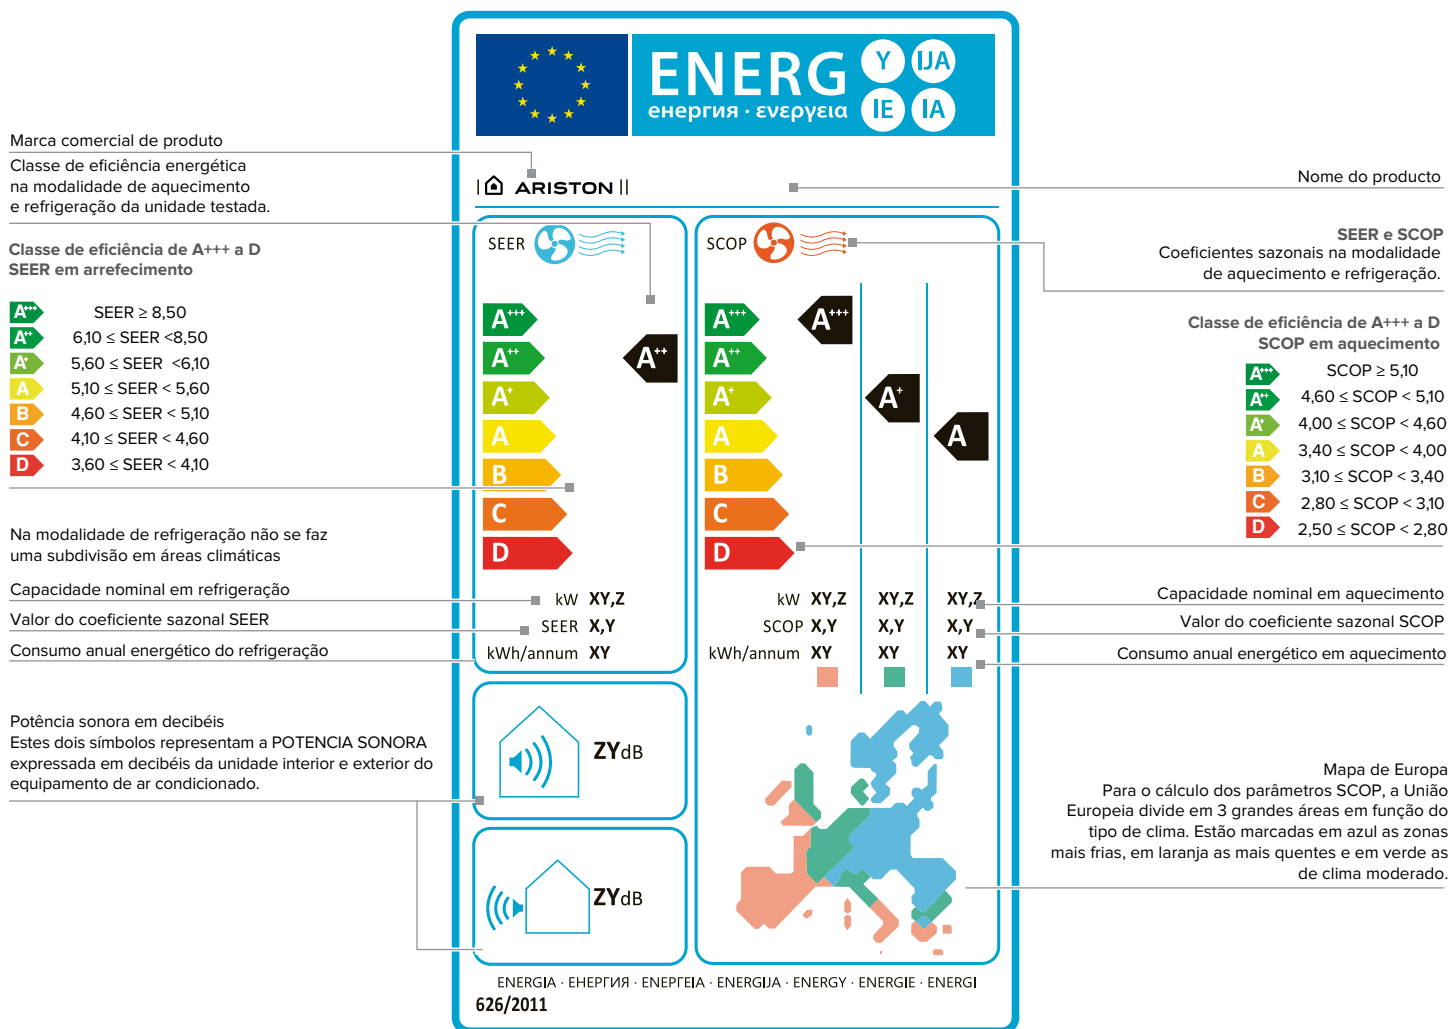 ENERG
енергия · ενεργεια
Y
IJA
IE
IA
Marca comercial de produto
Classe de eficiência energética
na modalidade de aquecimento
e refrigeração da unidade testada.
ARISTON
Nome do producto
Classe de eficiência de A+++ a D
SEER em arrefecimento
A+++ SEER ≥ 8,50
A++ 6,10 ≤ SEER <8,50
A+ 5,60 ≤ SEER <6,10
A 5,10 ≤ SEER < 5,60
B 4,60 ≤ SEER < 5,10
C 4,10 ≤ SEER < 4,60
D 3,60 ≤ SEER < 4,10
Na modalidade de refrigeração não se faz
uma subdivisão em áreas climáticas
Capacidade nominal em refrigeração
Valor do coeficiente sazonal SEER
Consumo anual energético do refrigeração
Potência sonora em decibéis
Estes dois símbolos representam a POTENCIA SONORA
expressada em decibéis da unidade interior e exterior do
equipamento de ar condicionado.
SEER
A+++
A++
A+
A
B
C
D
A++
kW XY,Z
SEER X,Y
kWh/annum XY
ZYdB
ZYdB
SCOP
A+++
A++
A+
A
B
C
D
A+++
A+
A
kW XY,Z XY,Z XY,Z
SCOP X,Y X,Y X,Y
kWh/annum XY XY XY
SEER e SCOP
Coeficientes sazonais na modalidade
de aquecimento e refrigeração.
Classe de eficiência de A+++ a D
SCOP em aquecimento
A+++ SCOP ≥ 5,10
A++ 4,60 ≤ SCOP < 5,10
A+ 4,00 ≤ SCOP < 4,60
A 3,40 ≤ SCOP < 4,00
B 3,10 ≤ SCOP < 3,40
C 2,80 ≤ SCOP < 3,10
D 2,50 ≤ SCOP < 2,80
Capacidade nominal em aquecimento
Valor do coeficiente sazonal SCOP
Consumo anual energético em aquecimento
Mapa de Europa
Para o cálculo dos parâmetros SCOP, a União
Europeia divide em 3 grandes áreas em função do
tipo de clima. Estão marcadas em azul as zonas
mais frias, em laranja as mais quentes e em verde as
de clima moderado.
ENERGIA · ЕНЕРГИЯ · ΕΝΕΡΓΕΙΑ · ENERGIJA · ENERGY · ENERGIE · ENERGI
626/2011